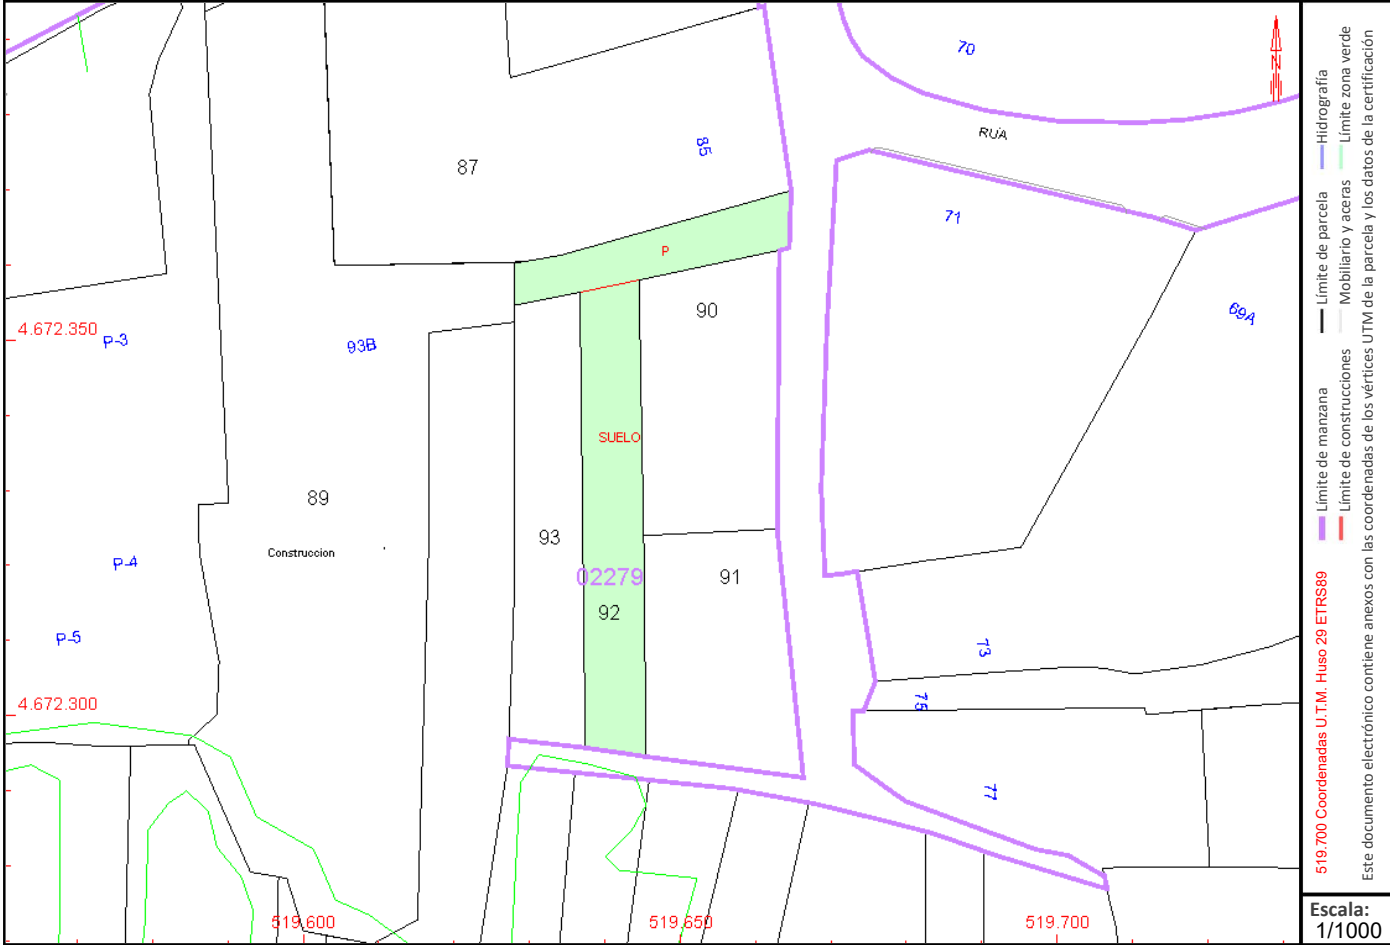 70
RUA
N
85
87
71
P
90
69A
4.672.350
P-3
93B
SUELO
89
93
Construccion
P-4
02279
91
92
P-5
73
4.672.300
75
77
519.600
519.650
519.700
519.700 Coordenadas U.T.M. Huso 29 ETRS89
Límite de manzana
Límite de parcela
Hidrografía
Límite de construcciones
Mobiliario y aceras
Límite zona verde
Este documento electrónico contiene anexos con las coordenadas de los vértices UTM de la parcela y los datos de la certificación
Escala:
1/1000